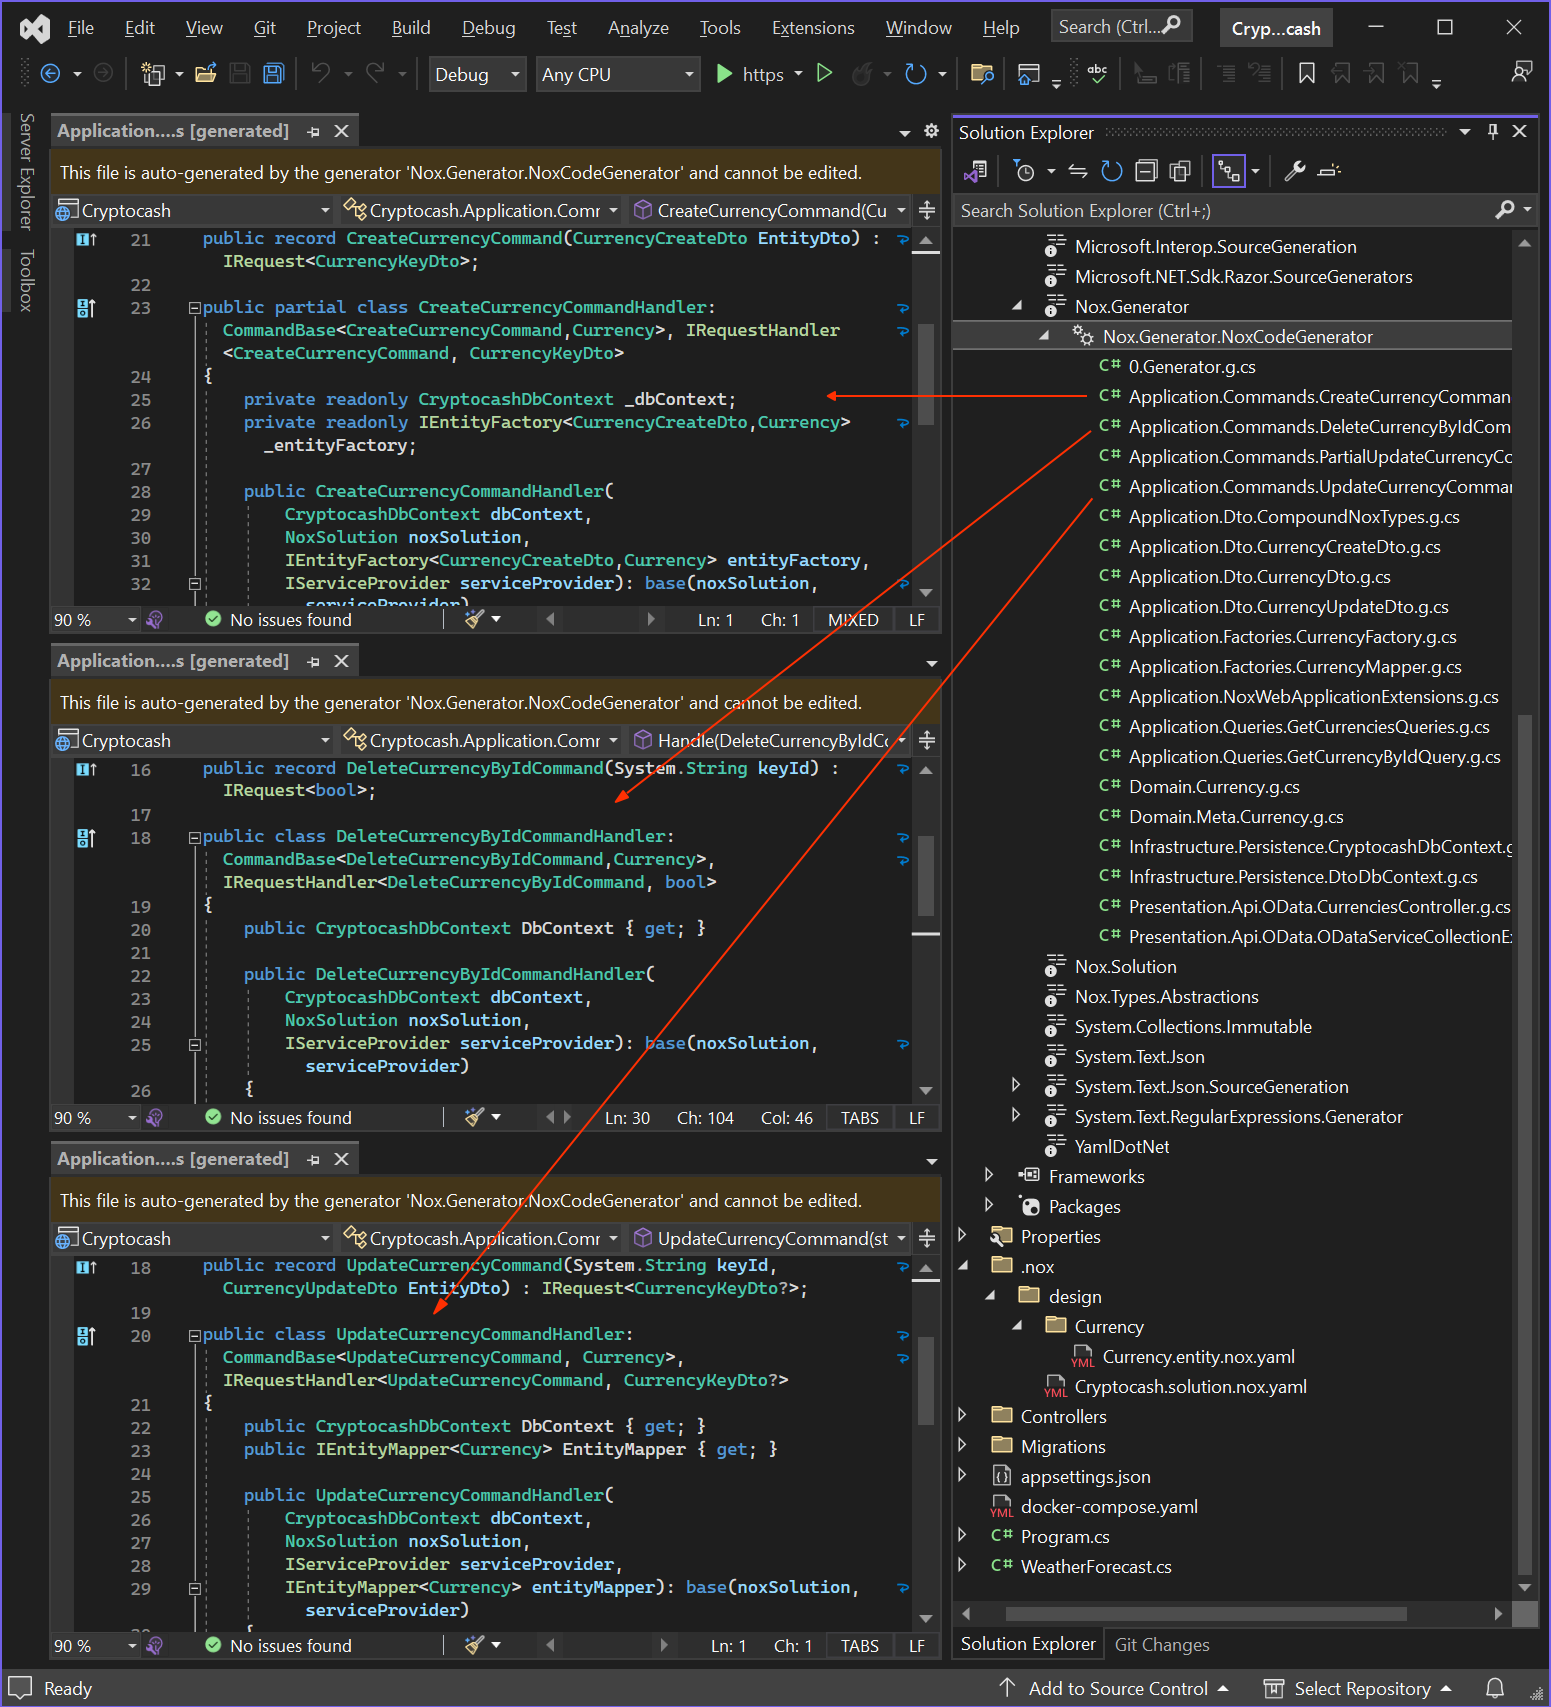 File Edit View Git Project Build Debug Test Analyze Tools Extensions Window Help Search (Ctrl... Cryp...cash
Debug Any CPU https abc
Server Explorer
Toolbox
Application....s [generated]
This file is auto-generated by the generator 'Nox.Generator.NoxCodeGenerator' and cannot be edited.
Cryptocash Cryptocash.Application.Comr CreateCurrencyCommand(Cu
21 public record CreateCurrencyCommand(CurrencyCreateDto EntityDto) :
IRequest<CurrencyKeyDto>;
22
23 public partial class CreateCurrencyCommandHandler:
CommandBase<CreateCurrencyCommand,Currency>, IRequestHandler
<CreateCurrencyCommand, CurrencyKeyDto>
24 {
25 private readonly CryptocashDbContext _dbContext;
26 private readonly IEntityFactory<CurrencyCreateDto,Currency>
_entityFactory;
27
28 public CreateCurrencyCommandHandler(
29 CryptocashDbContext dbContext,
30 NoxSolution noxSolution,
31 IEntityFactory<CurrencyCreateDto,Currency> entityFactory,
32 IServiceProvider serviceProvider): base(noxSolution,
serviceProvider)
90 % No issues found Ln: 1 Ch: 1 MIXED LF
Application....s [generated]
This file is auto-generated by the generator 'Nox.Generator.NoxCodeGenerator' and cannot be edited.
Cryptocash Cryptocash.Application.Comr Handle(DeleteCurrencyByIdCc
16 public record DeleteCurrencyByIdCommand(System.String keyId) :
IRequest<bool>;
17
18 public class DeleteCurrencyByIdCommandHandler:
CommandBase<DeleteCurrencyByIdCommand,Currency>,
IRequestHandler<DeleteCurrencyByIdCommand, bool>
19 {
20 public CryptocashDbContext DbContext { get; }
21
22 public DeleteCurrencyByIdCommandHandler(
23 CryptocashDbContext dbContext,
24 NoxSolution noxSolution,
25 IServiceProvider serviceProvider): base(noxSolution,
serviceProvider)
26 {
90 % No issues found Ln: 30 Ch: 104 Col: 46 TABS LF
Application....s [generated]
This file is auto-generated by the generator 'Nox.Generator.NoxCodeGenerator' and cannot be edited.
Cryptocash Cryptocash.Application.Comr UpdateCurrencyCommand(st
18 public record UpdateCurrencyCommand(System.String keyId,
CurrencyUpdateDto EntityDto) : IRequest<CurrencyKeyDto?>;
19
20 public class UpdateCurrencyCommandHandler:
CommandBase<UpdateCurrencyCommand, Currency>,
IRequestHandler<UpdateCurrencyCommand, CurrencyKeyDto?>
21 {
22 public CryptocashDbContext DbContext { get; }
23 public IEntityMapper<Currency> EntityMapper { get; }
24
25 public UpdateCurrencyCommandHandler(
26 CryptocashDbContext dbContext,
27 NoxSolution noxSolution,
28 IServiceProvider serviceProvider,
29 IEntityMapper<Currency> entityMapper): base(noxSolution,
serviceProvider)
90 % No issues found Ln: 1 Ch: 1 TABS LF
Solution Explorer
Search Solution Explorer (Ctrl+;)
Microsoft.Interop.SourceGeneration
Microsoft.NET.Sdk.Razor.SourceGenerators
Nox.Generator
Nox.Generator.NoxCodeGenerator
C# 0.Generator.g.cs
C# Application.Commands.CreateCurrencyComman
C# Application.Commands.DeleteCurrencyByIdCom
C# Application.Commands.PartialUpdateCurrencyCo
C# Application.Commands.UpdateCurrencyCommar
C# Application.Dto.CompoundNoxTypes.g.cs
C# Application.Dto.CurrencyCreateDto.g.cs
C# Application.Dto.CurrencyDto.g.cs
C# Application.Dto.CurrencyUpdateDto.g.cs
C# Application.Factories.CurrencyFactory.g.cs
C# Application.Factories.CurrencyMapper.g.cs
C# Application.NoxWebApplicationExtensions.g.cs
C# Application.Queries.GetCurrenciesQueries.g.cs
C# Application.Queries.GetCurrencyByIdQuery.g.cs
C# Domain.Currency.g.cs
C# Domain.Meta.Currency.g.cs
C# Infrastructure.Persistence.CryptocashDbContext.g
C# Infrastructure.Persistence.DtoDbContext.g.cs
C# Presentation.Api.OData.CurrenciesController.g.cs
C# Presentation.Api.OData.ODataServiceCollectionE
Nox.Solution
Nox.Types.Abstractions
System.Collections.Immutable
System.Text.Json
System.Text.Json.SourceGeneration
System.Text.RegularExpressions.Generator
YamlDotNet
Frameworks
Packages
Properties
.nox
design
Currency
YML Currency.entity.nox.yaml
YML Cryptocash.solution.nox.yaml
Controllers
Migrations
appsettings.json
YML docker-compose.yaml
C# Program.cs
C# WeatherForecast.cs
Solution Explorer Git Changes
Ready Add to Source Control Select Repository